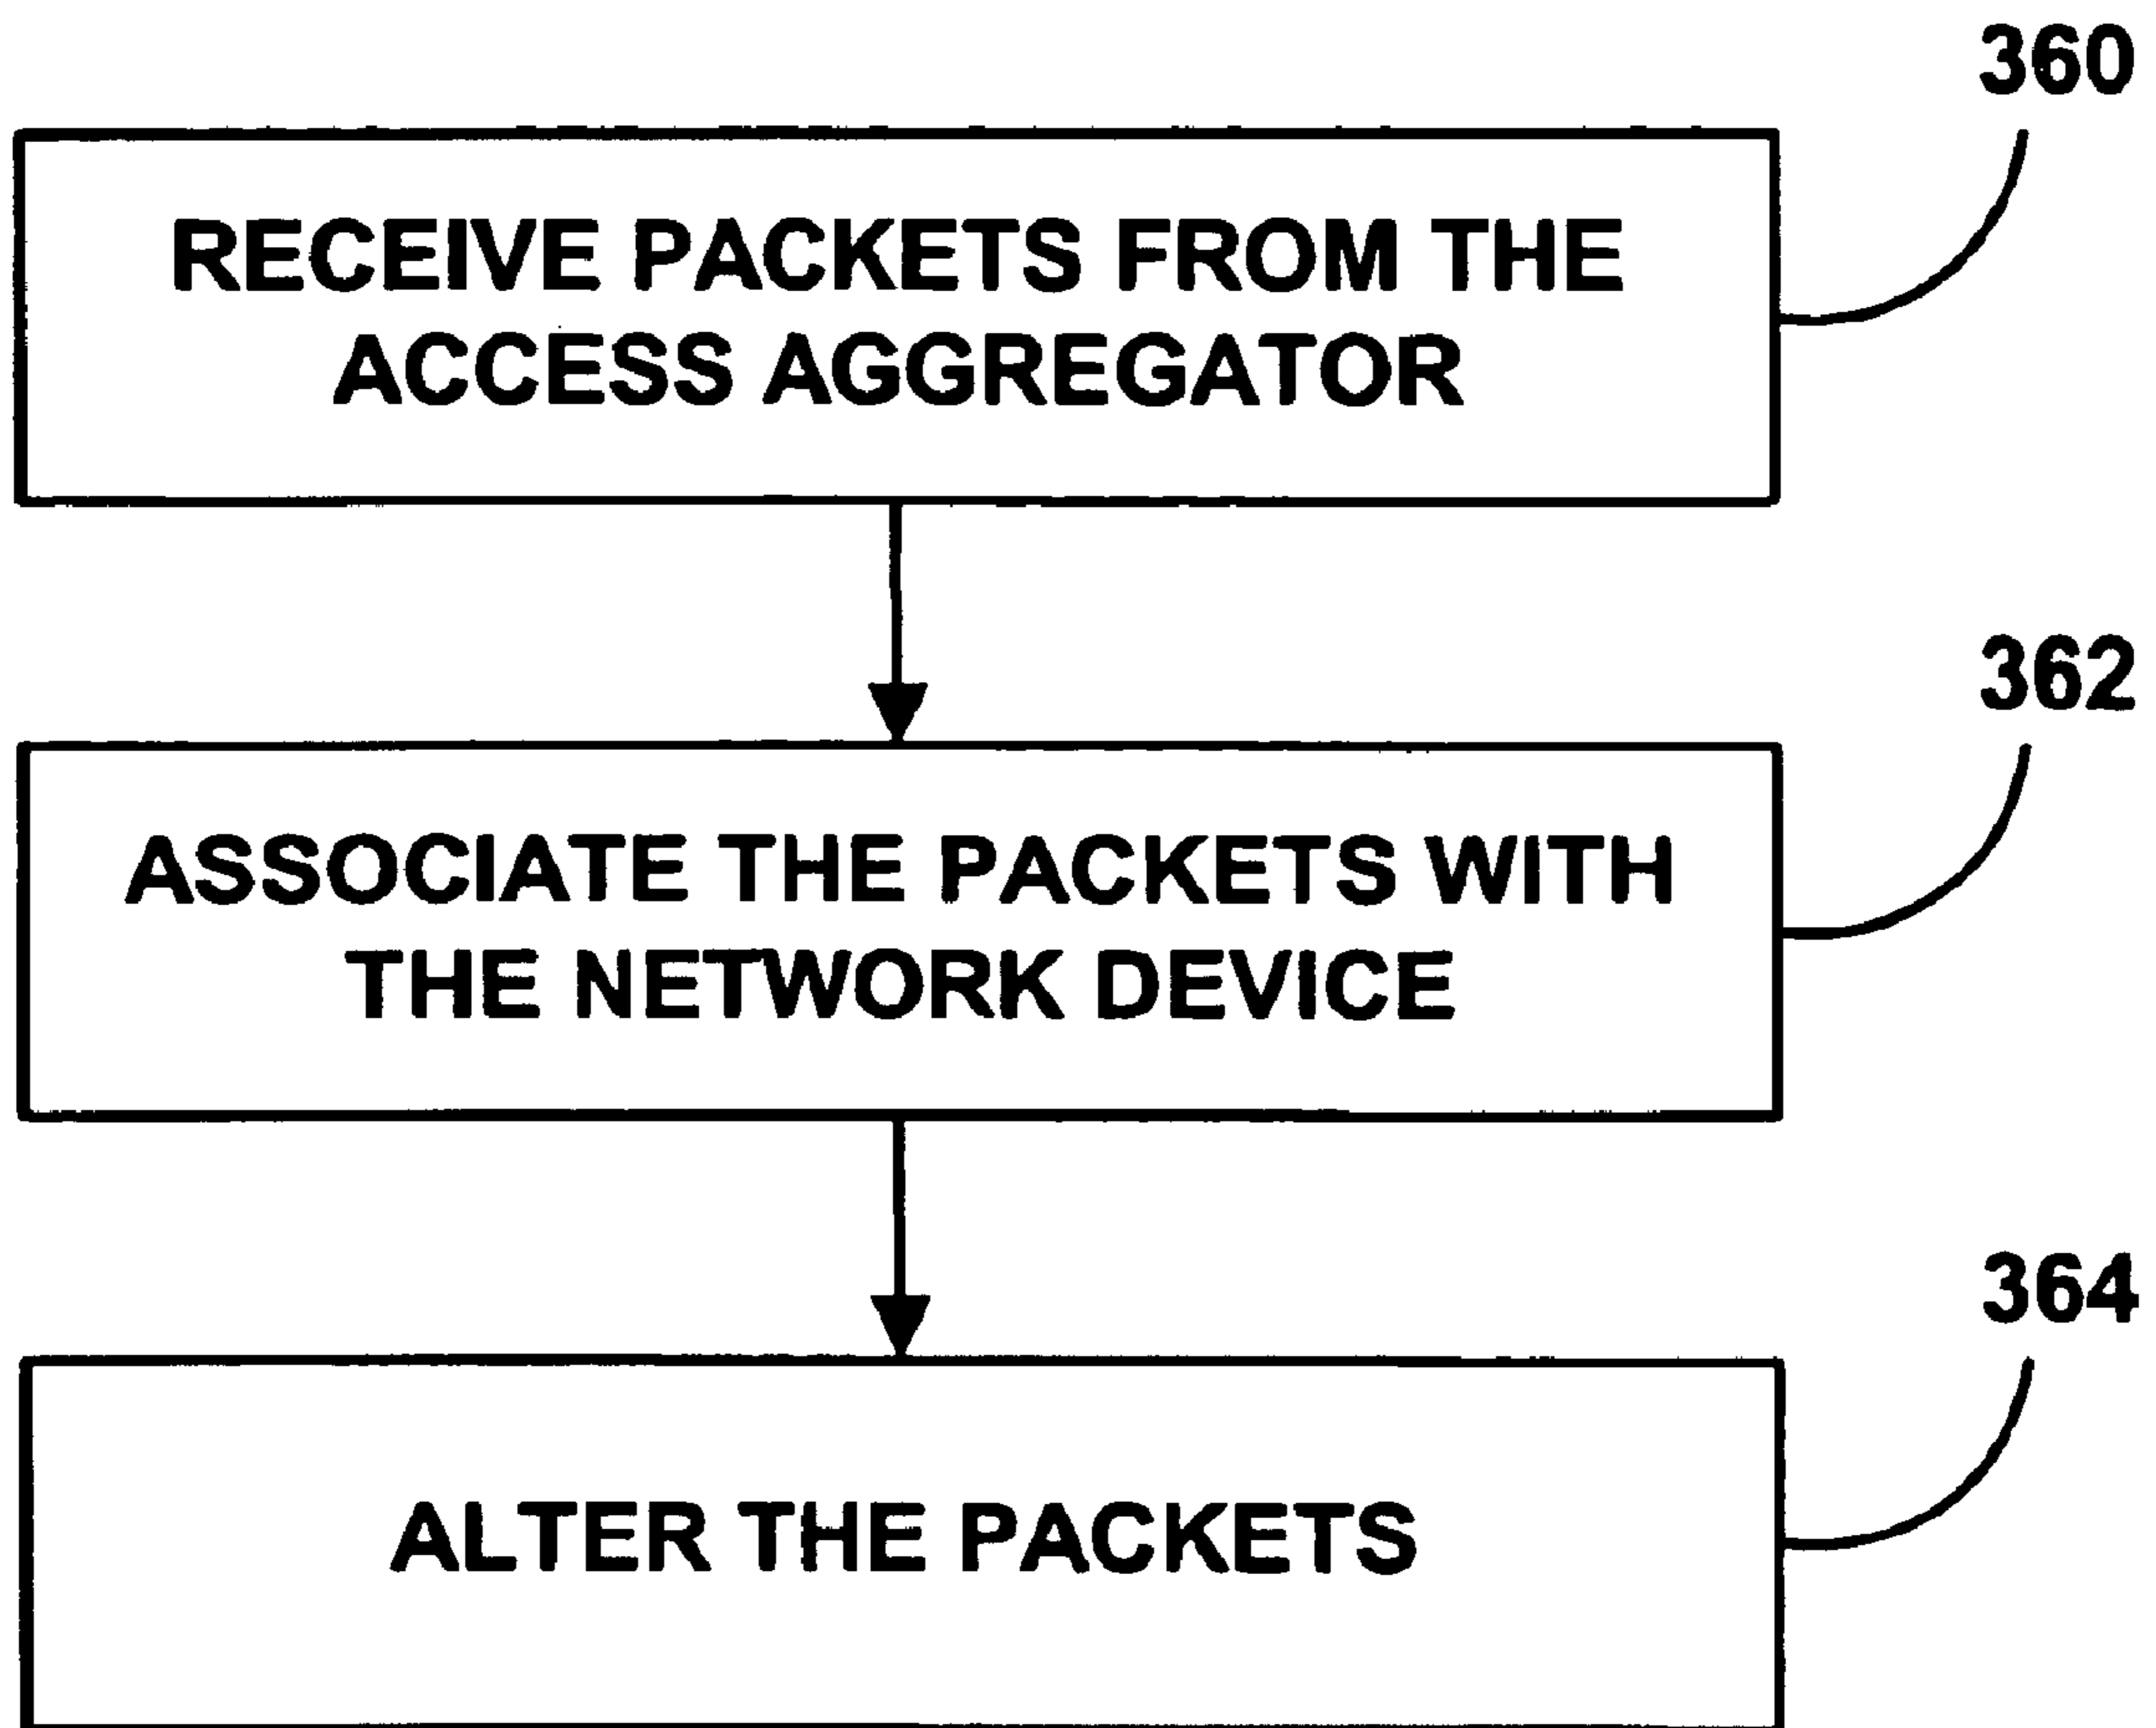 360
RECEIVE PACKETS FROM THE
ACCESS AGGREGATOR
362
ASSOCIATE THE PACKETS WITH
THE NETWORK DEVICE
364
ALTER THE PACKETS